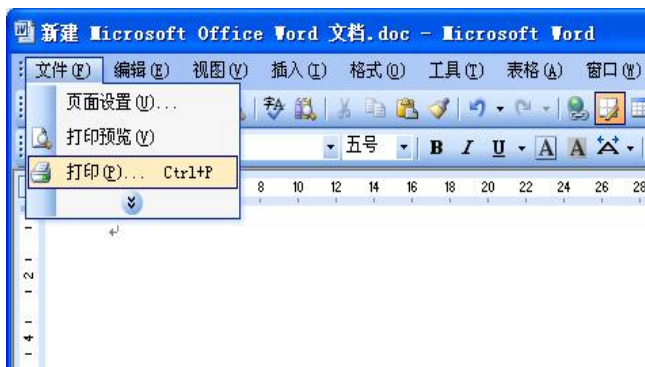 新建 Microsoft Office Word 文档.doc - Microsoft Word
文件(F) 编辑(E) 视图(V) 插入(I) 格式(O) 工具(T) 表格(A) 窗口(W)
页面设置(U)...
打印预览(V)
五号 B I U A A
打印(P)... Ctrl+P
8 10 12 14 16 18 20 22 24 26 28
2
4